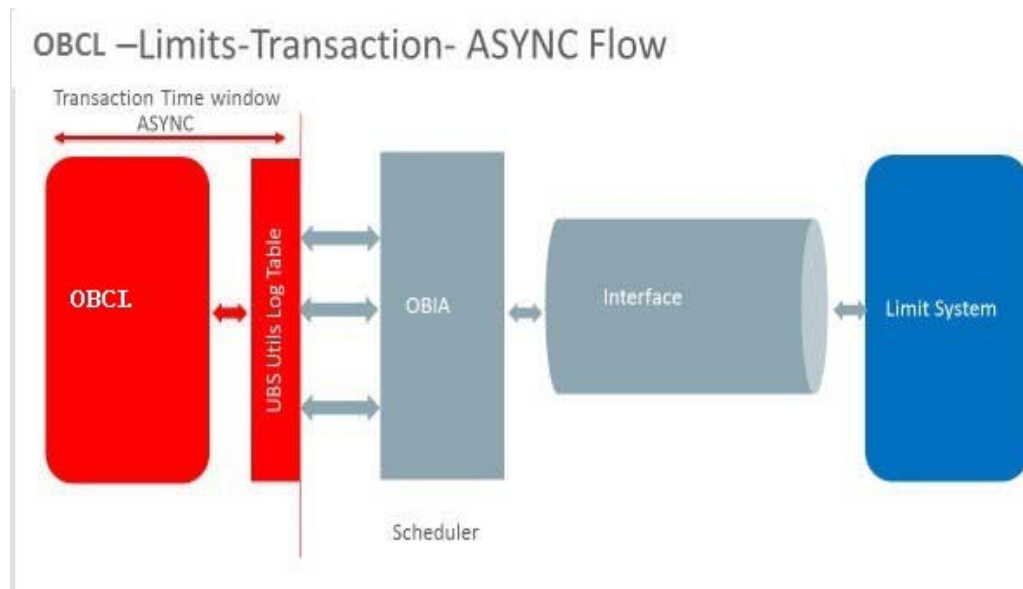 OBCL –Limits-Transaction- ASYNC Flow
Transaction Time window
ASYNC
OBCL
UBS Utils Log Table
OBIA
Interface
Limit System
Scheduler